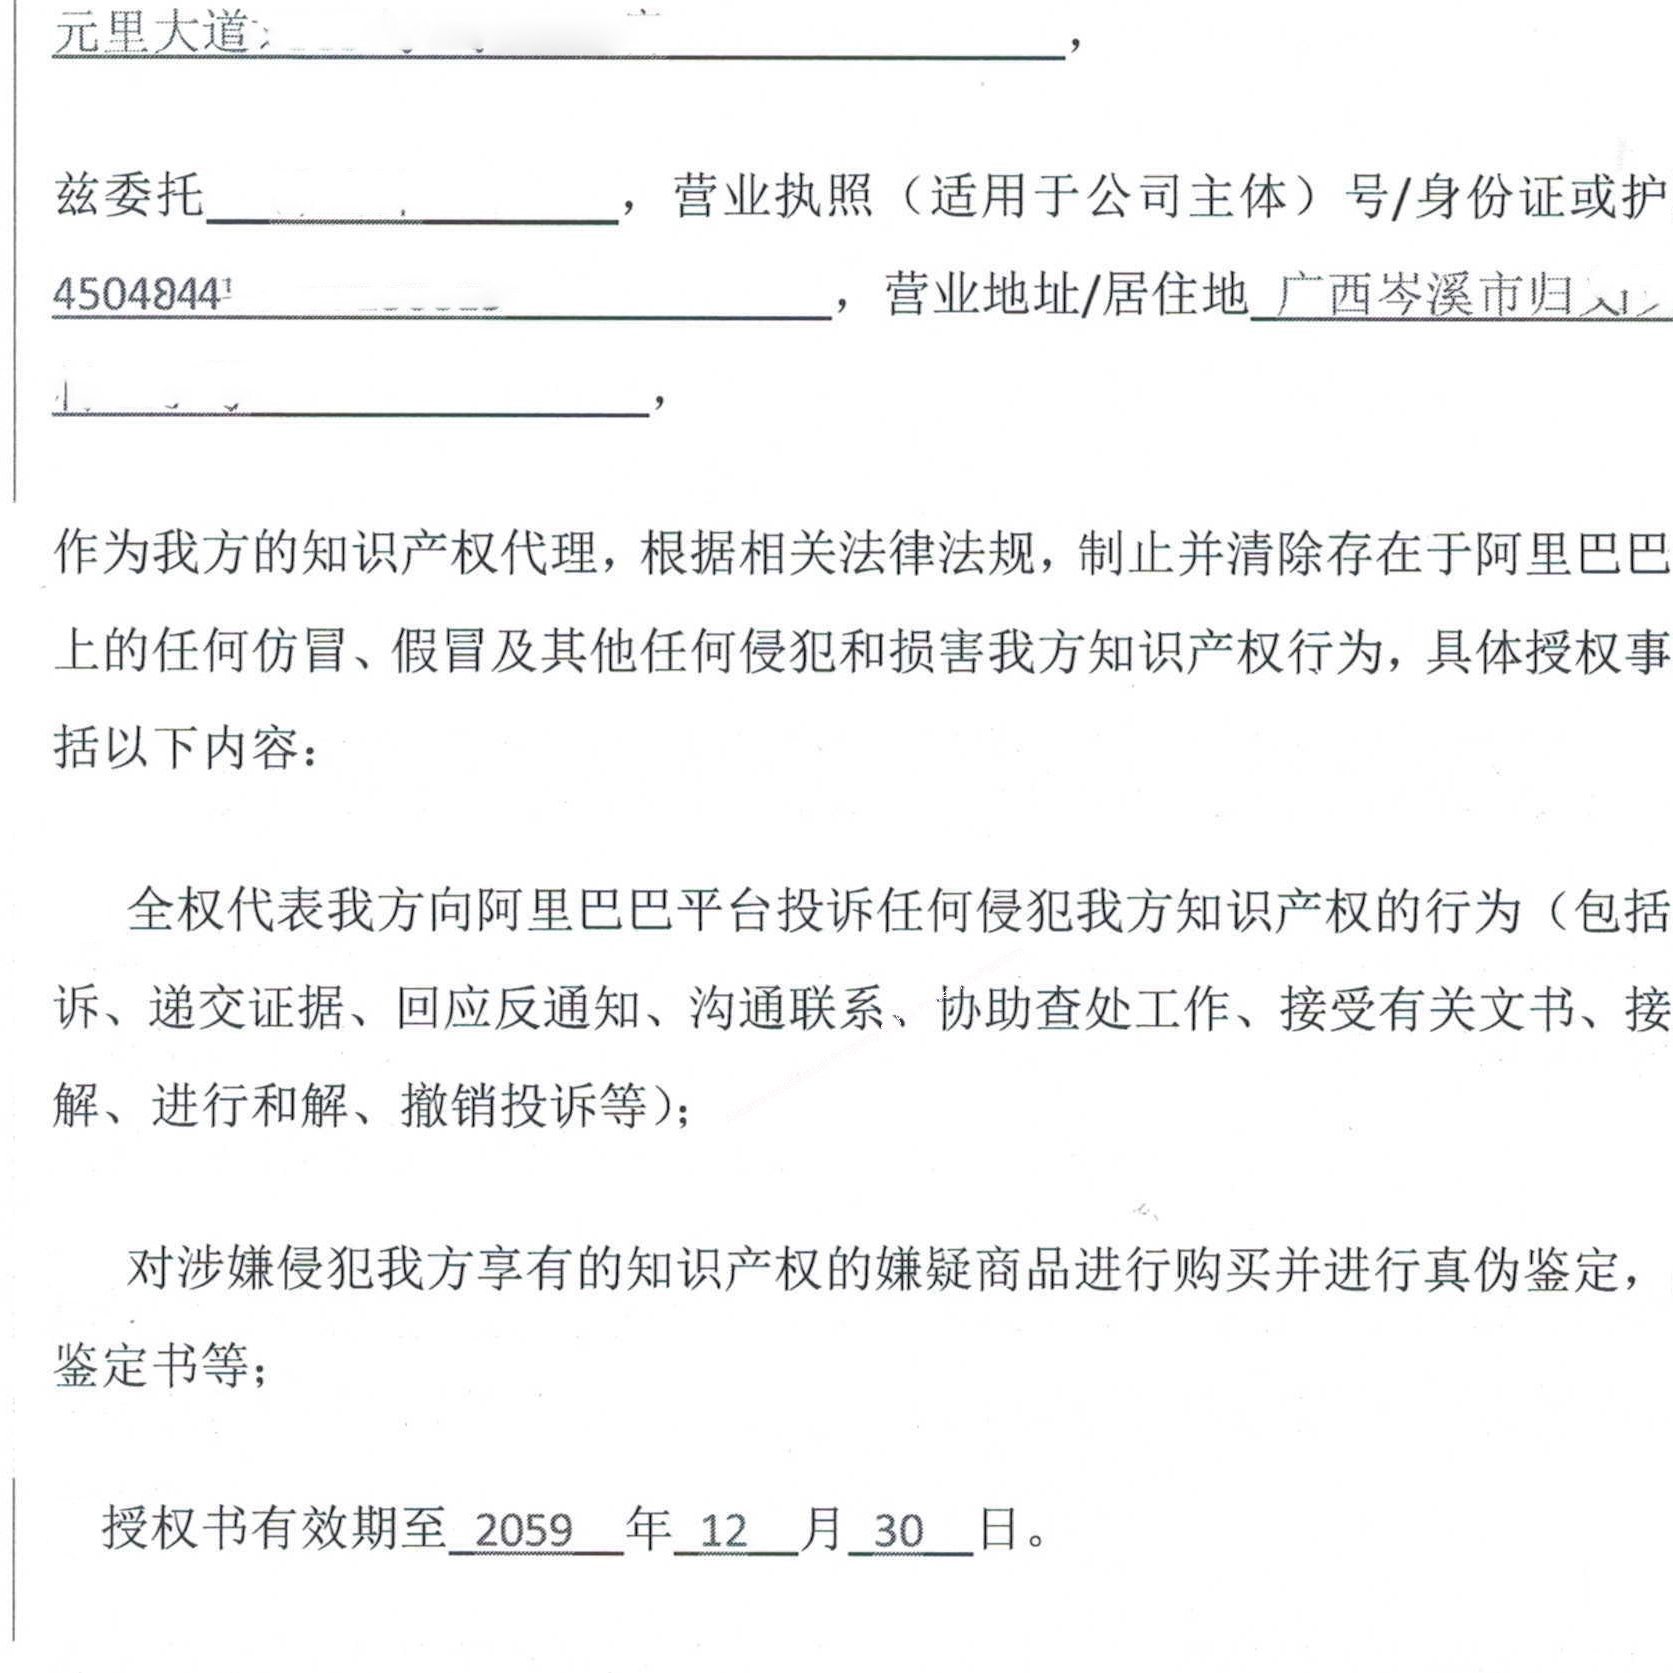 元里大道
，
兹委托，营业执照（适用于公司主体）号/身份证或护
4504844，营业地址/居住地 广西岑溪市归
，
作为我方的知识产权代理，根据相关法律法规，制止并清除存在于阿里巴巴
上的任何仿冒、假冒及其他任何侵犯和损害我方知识产权行为，具体授权事
括以下内容：
全权代表我方向阿里巴巴平台投诉任何侵犯我方知识产权的行为（包括
诉、递交证据、回应反通知、沟通联系、协助查处工作、接受有关文书、接
解、进行和解、撤销投诉等）；
对涉嫌侵犯我方享有的知识产权的嫌疑商品进行购买并进行真伪鉴定，
鉴定书等；
授权书有效期至 2059 年 12 月 30 日。